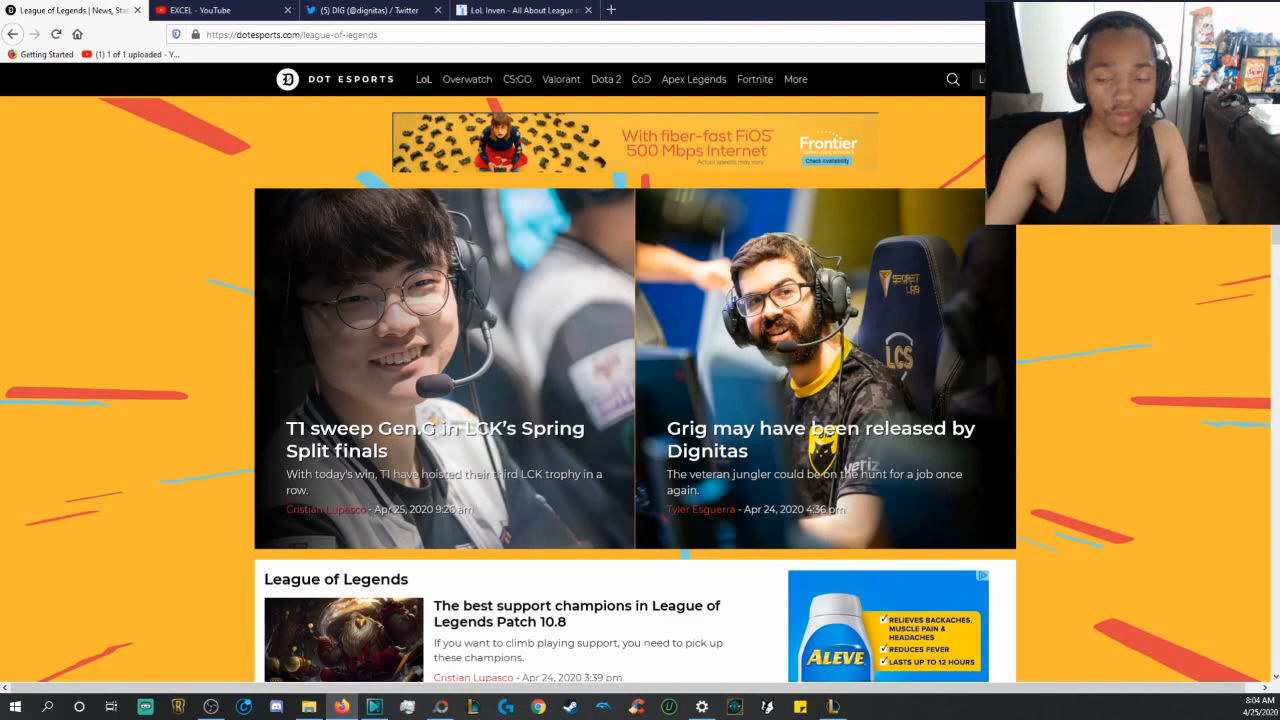 League of Legends | News, Sta
EXCEL - YouTube
(5) DIG (@dignitas) / Twitter
LoL Inven - All About League o
https://dotesports.com/league-of-legends
Getting Started
(1) 1 of 1 uploaded - Y...
DOT ESPORTS
LoL
Overwatch
CS:GO
Valorant
Dota 2
CoD
Apex Legends
Fortnite
More
With fiber-fast FiOS®
500 Mbps Internet
Actual speeds may vary
Frontier
COMMUNICATIONS
Check Availability
SECRET
LAB
LCS
T1 sweep Gen.G in LCK's Spring
Split finals
With today's win, T1 have hoisted their third LCK trophy in a
row.
Cristian Lupasco - Apr 25, 2020 9:26 am
Grig may have been released by
Dignitas
veriz
The veteran jungler could be on the hunt for a job once
again.
Tyler Esguerra - Apr 24, 2020 4:36 pm
League of Legends
The best support champions in League of
Legends Patch 10.8
If you want to climb playing support, you need to pick up
these champions.
Cristian Lupasco - Apr 24, 2020 3:39 pm
ALEVE
RELIEVES BACKACHES,
MUSCLE PAIN &
HEADACHES
REDUCES FEVER
LASTS UP TO 12 HOURS
8:04 AM
4/25/2020